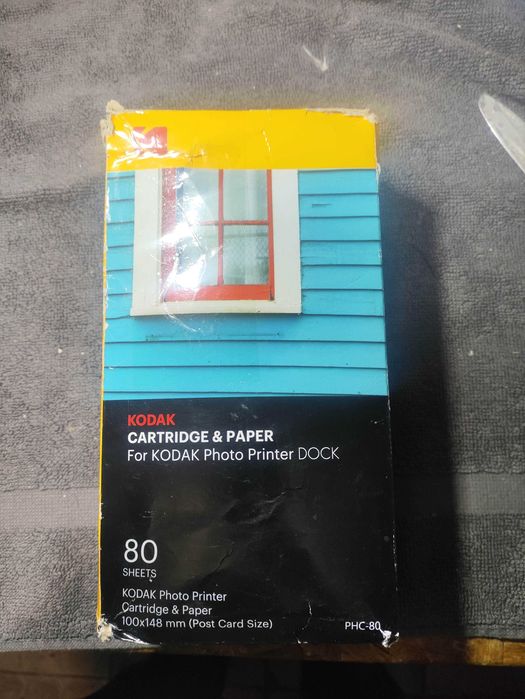 KODAK
CARTRIDGE & PAPER
For KODAK Photo Printer DOCK
80
SHEETS
KODAK Photo Printer
Cartridge & Paper
100x148 mm (Post Card Size)
PHC-80